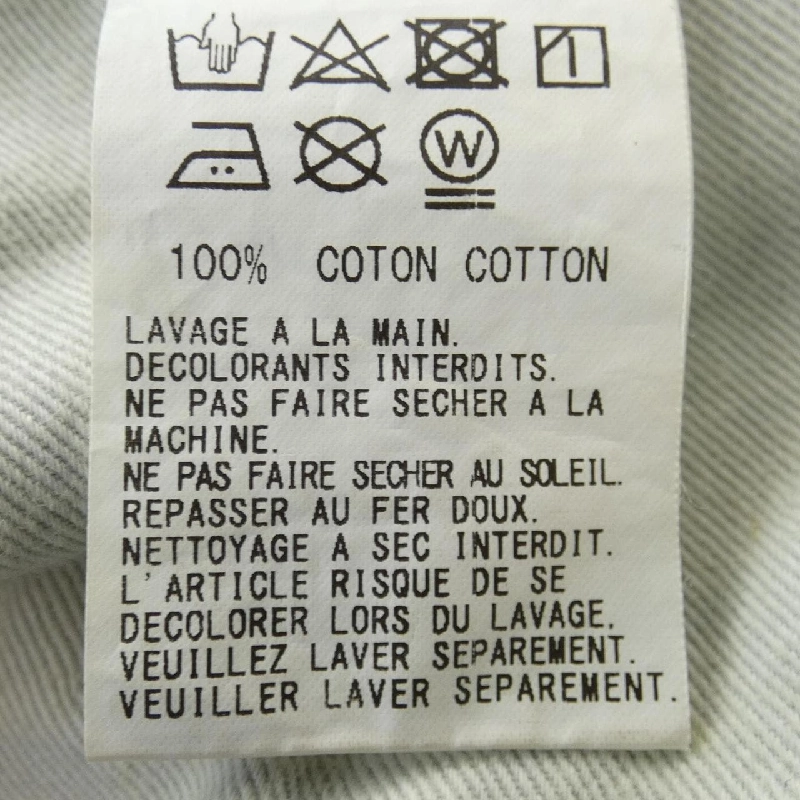 W
100% COTON COTTON
LAVAGE A LA MAIN.
DECOLORANTS INTERDITS.
NE PAS FAIRE SECHER A LA
MACHINE.
NE PAS FAIRE SECHER AU SOLEIL.
REPASSER AU FER DOUX.
NETTOYAGE A SEC INTERDIT.
L'ARTICLE RISQUE DE SE
DECOLORER LORS DU LAVAGE.
VEUILLEZ LAVER SEPAREMENT.
VEUILLER LAVER SEPAREMENT.